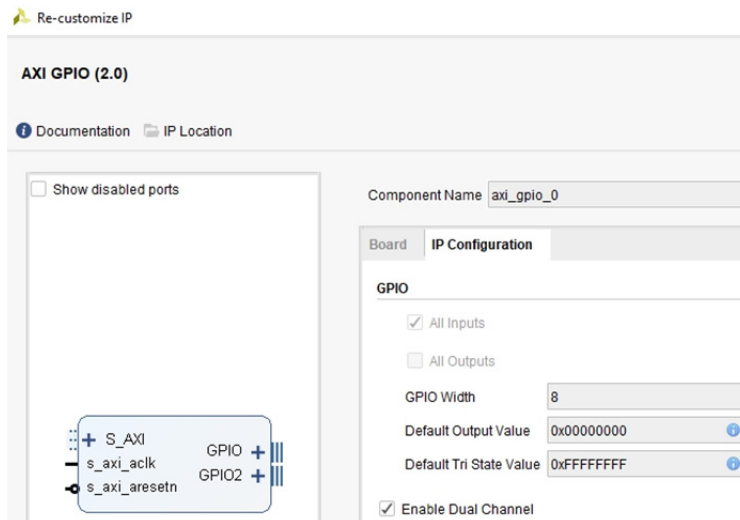 Re-customize IP
AXI GPIO (2.0)
Documentation IP Location
Show disabled ports
S_AXI
s_axi_aclk
s_axi_aresetn
GPIO
GPIO2
Component Name axi_gpio_0
Board IP Configuration
GPIO
All Inputs
All Outputs
GPIO Width 8
Default Output Value 0x00000000
Default Tri State Value 0xFFFFFFFF
Enable Dual Channel